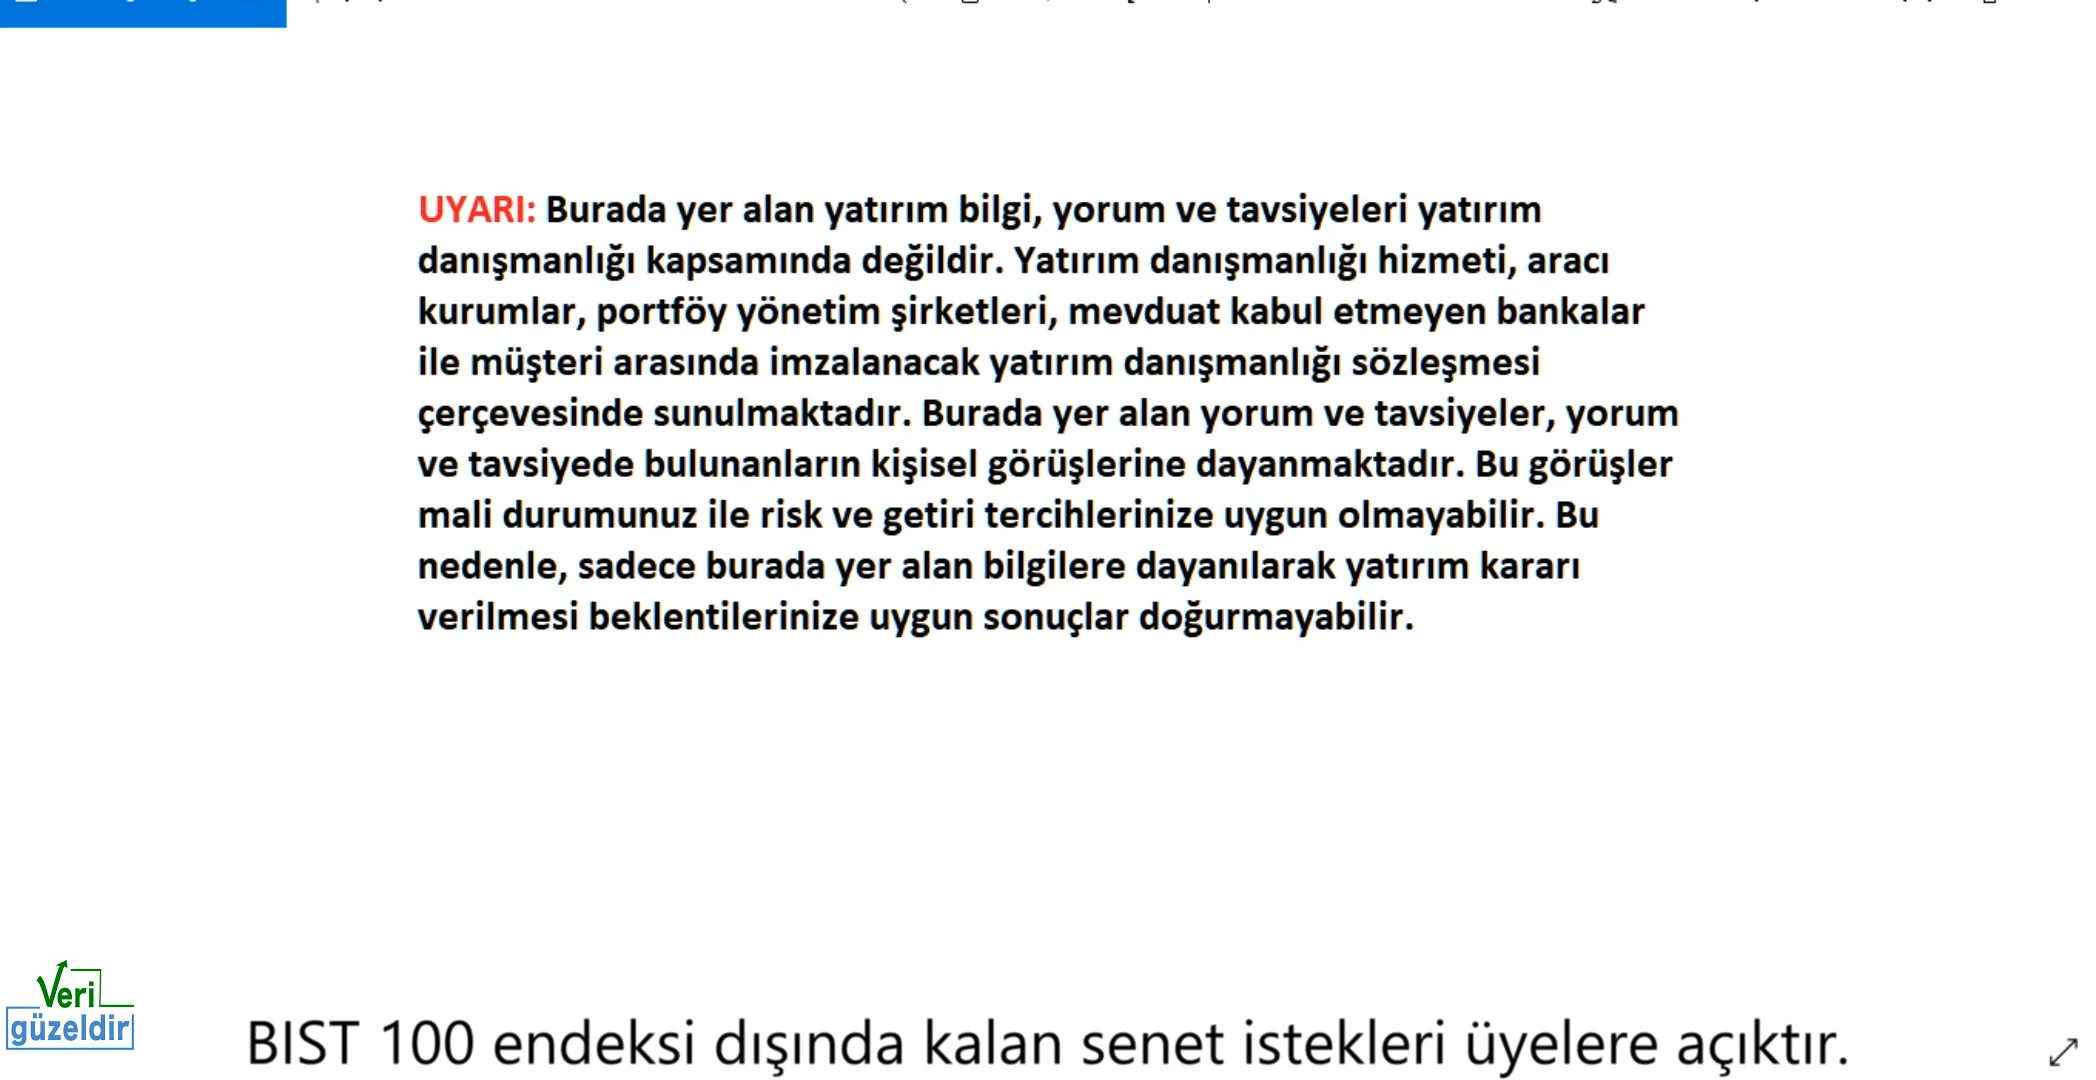 UYARI: Burada yer alan yatırım bilgi, yorum ve tavsiyeleri yatırım
danışmanlığı kapsamında değildir. Yatırım danışmanlığı hizmeti, aracı
kurumlar, portföy yönetim şirketleri, mevduat kabul etmeyen bankalar
ile müşteri arasında imzalanacak yatırım danışmanlığı sözleşmesi
çerçevesinde sunulmaktadır. Burada yer alan yorum ve tavsiyeler, yorum
ve tavsiyede bulunanların kişisel görüşlerine dayanmaktadır. Bu görüşler
mali durumunuz ile risk ve getiri tercihlerinize uygun olmayabilir. Bu
nedenle, sadece burada yer alan bilgilere dayanılarak yatırım kararı
verilmesi beklentilerinize uygun sonuçlar doğurmayabilir.
Veri
güzeldir
BIST 100 endeksi dışında kalan senet istekleri üyelere açıktır.